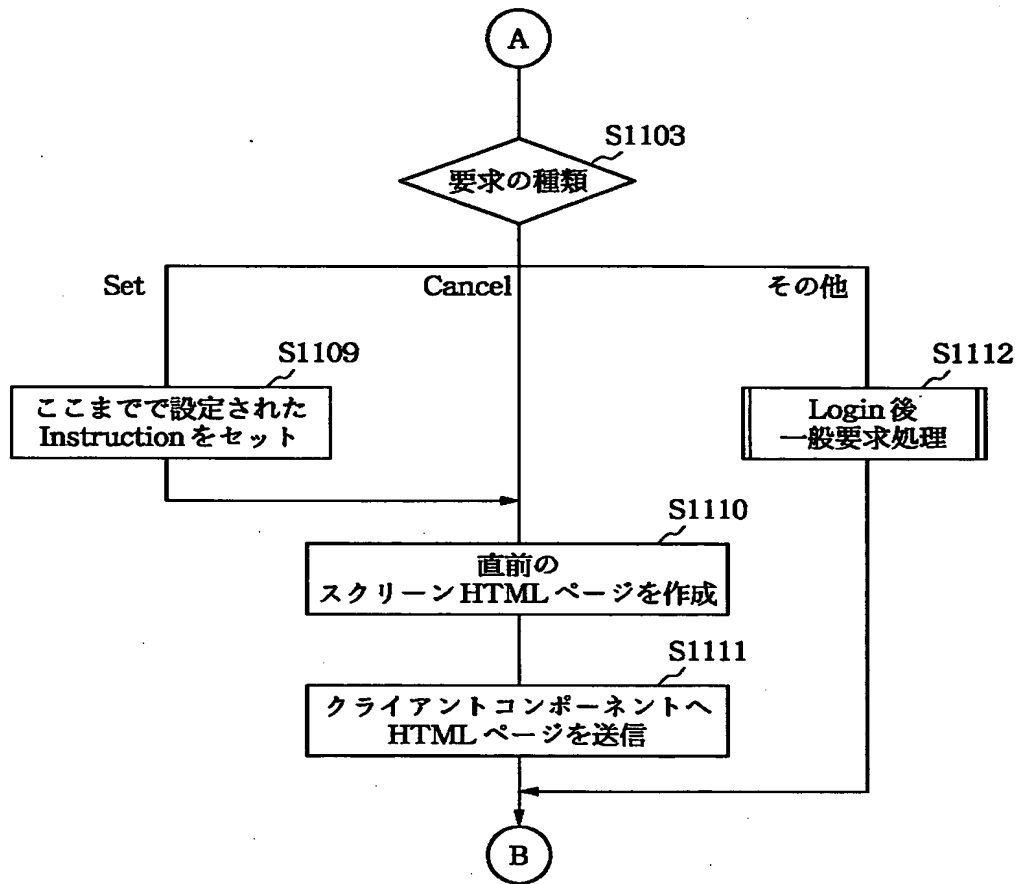 A
S1103
要求の種類
Set
Cancel
その他
S1109
ここまでで設定された
Instructionをセット
S1112
Login後
一般要求処理
S1110
直前の
スクリーンHTMLページを作成
S1111
クライアントコンポーネントへ
HTMLページを送信
B